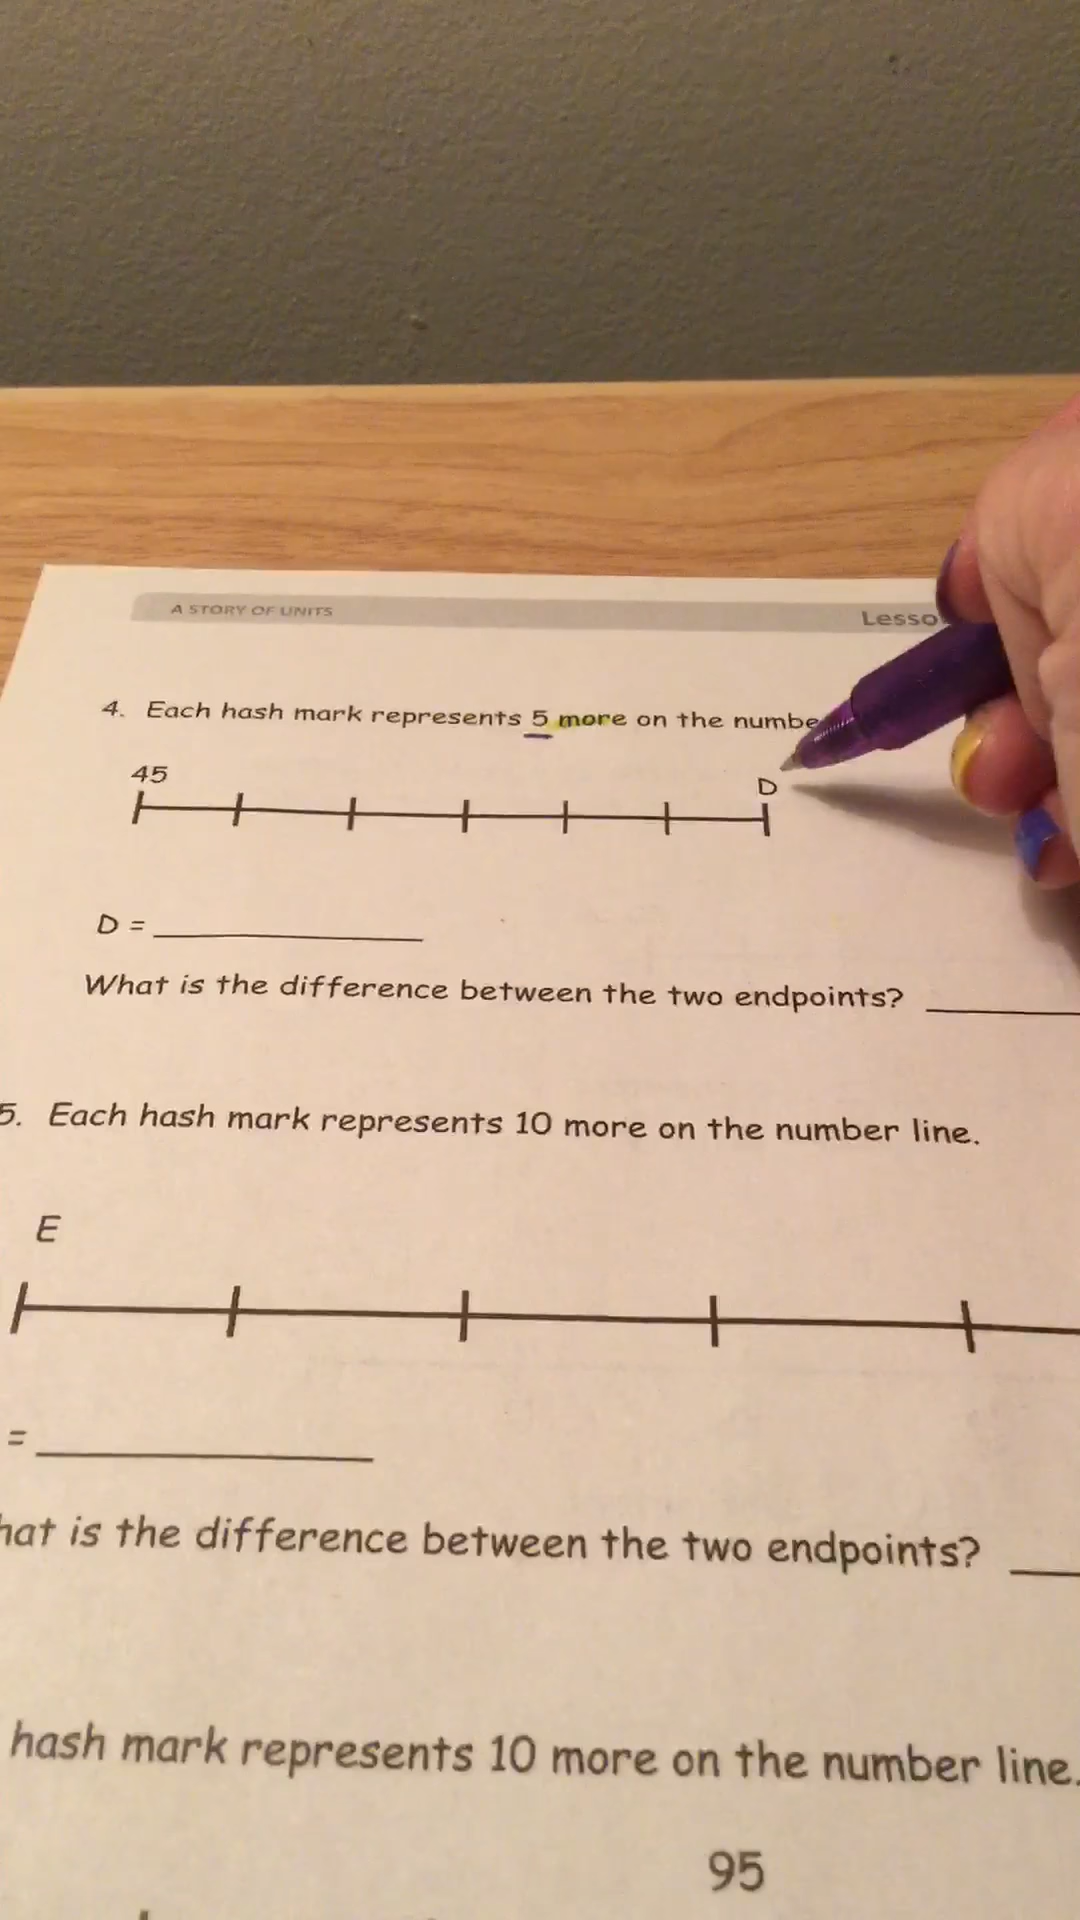 A STORY OF UNITS
Lesso
4. Each hash mark represents 5 more on the numbe
45
D
D =
What is the difference between the two endpoints?
5. Each hash mark represents 10 more on the number line.
E
=
hat is the difference between the two endpoints?
hash mark represents 10 more on the number line.
95